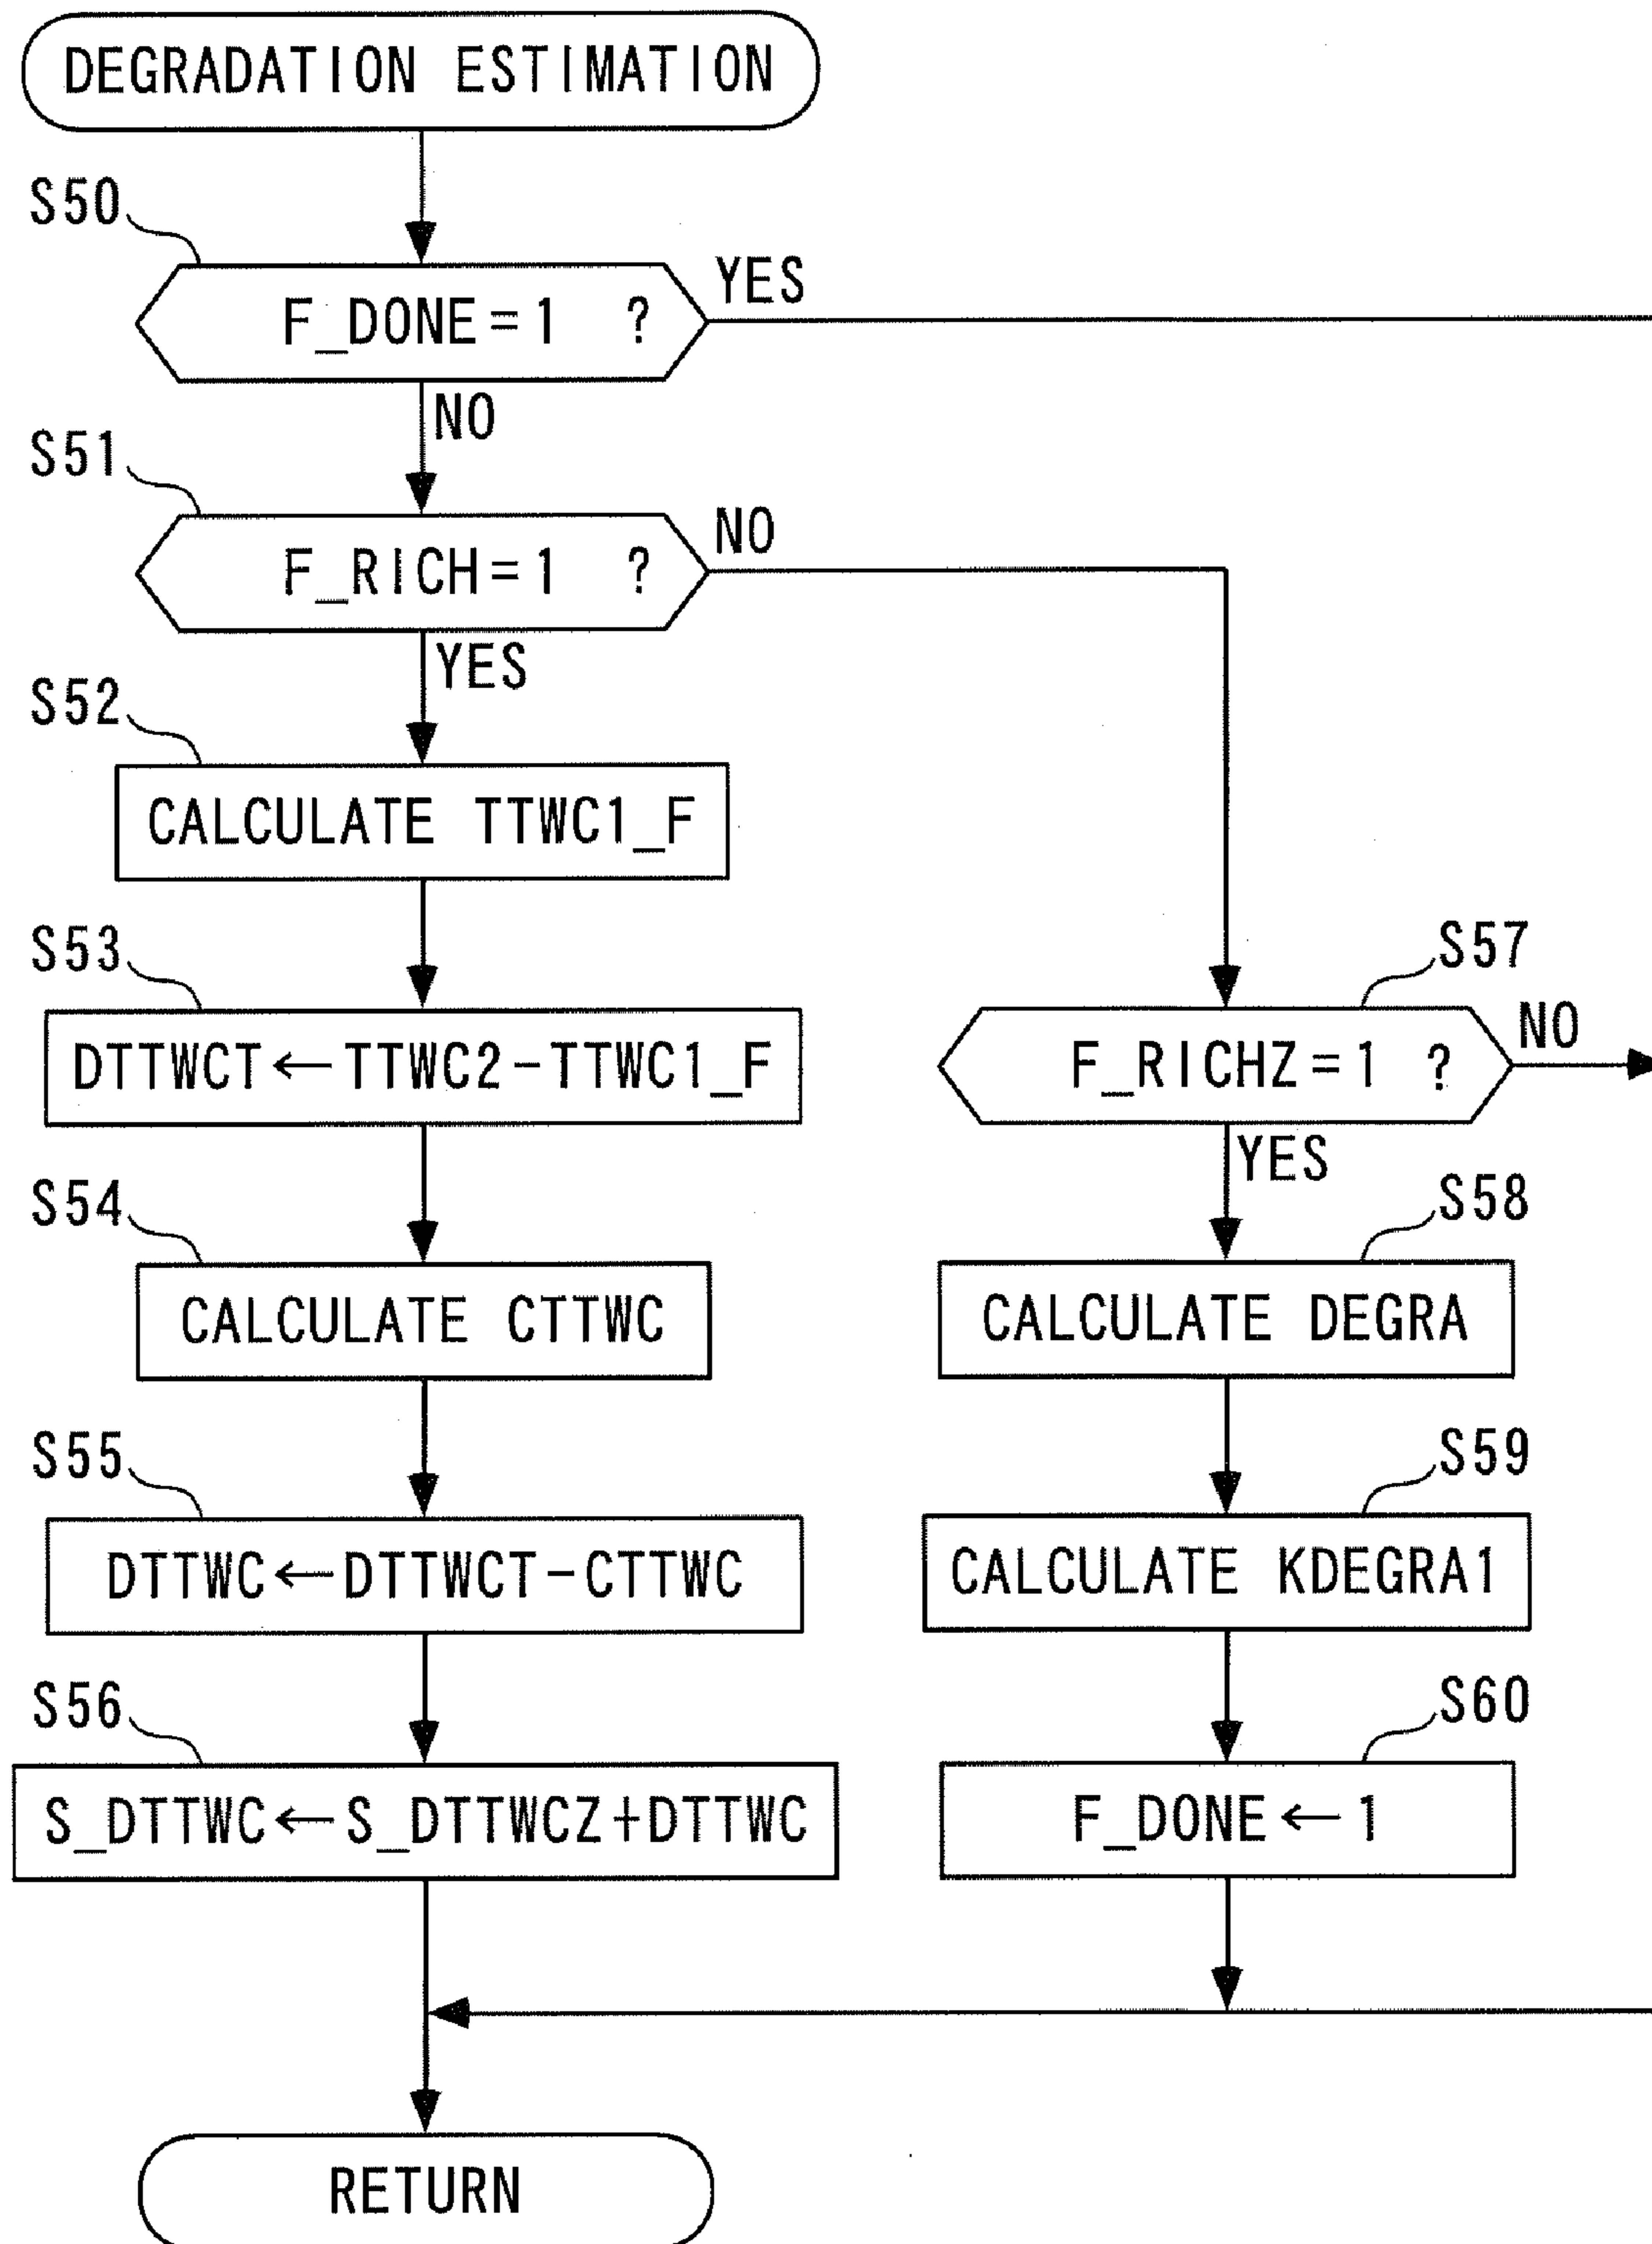 DEGRADATION ESTIMATION
S50
F_DONE=1 ?
YES
NO
S51
F_RICH=1 ?
NO
YES
S52
CALCULATE TTWC1_F
S53
DTTWCT←TTWC2-TTWC1_F
S54
CALCULATE CTTWC
S55
DTTWC←DTTWCT-CTTWC
S56
S_DTTWC←S_DTTWCZ+DTTWC
S57
F_RICHZ=1 ?
NO
YES
S58
CALCULATE DEGRA
S59
CALCULATE KDEGRA1
S60
F_DONE←1
RETURN